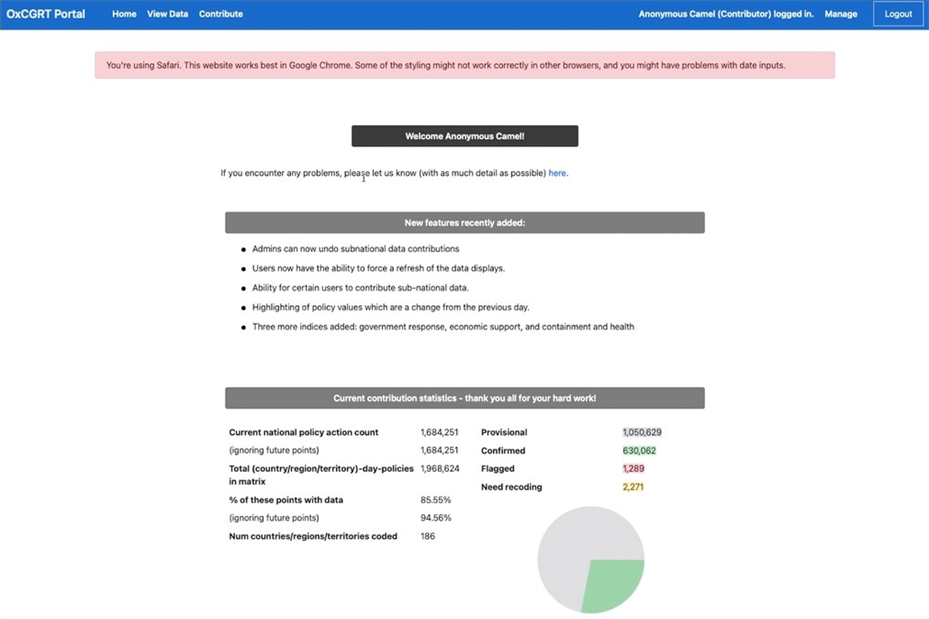 OxCGRT Portal Home View Data Contribute Anonymous Camel (Contributor) logged in. Manage Logout
You're using Safari. This website works best in Google Chrome. Some of the styling might not work correctly in other browsers, and you might have problems with date inputs.
Welcome Anonymous Camel!
If you encounter any problems, please let us know (with as much detail as possible) here.
New features recently added:
Admins can now undo subnational data contributions
Users now have the ability to force a refresh of the data displays.
Ability for certain users to contribute sub-national data.
Highlighting of policy values which are a change from the previous day.
Three more indices added: government response, economic support, and containment and health
Current contribution statistics - thank you all for your hard work!
Current national policy action count 1,684,251
(ignoring future points) 1,684,251
Total (country/region/territory)-day-policies 1,968,624
in matrix
% of these points with data 85.55%
(ignoring future points) 94.56%
Num countries/regions/territories coded 186
Provisional 1,050,629
Confirmed 630,062
Flagged 1,289
Need recoding 2,271